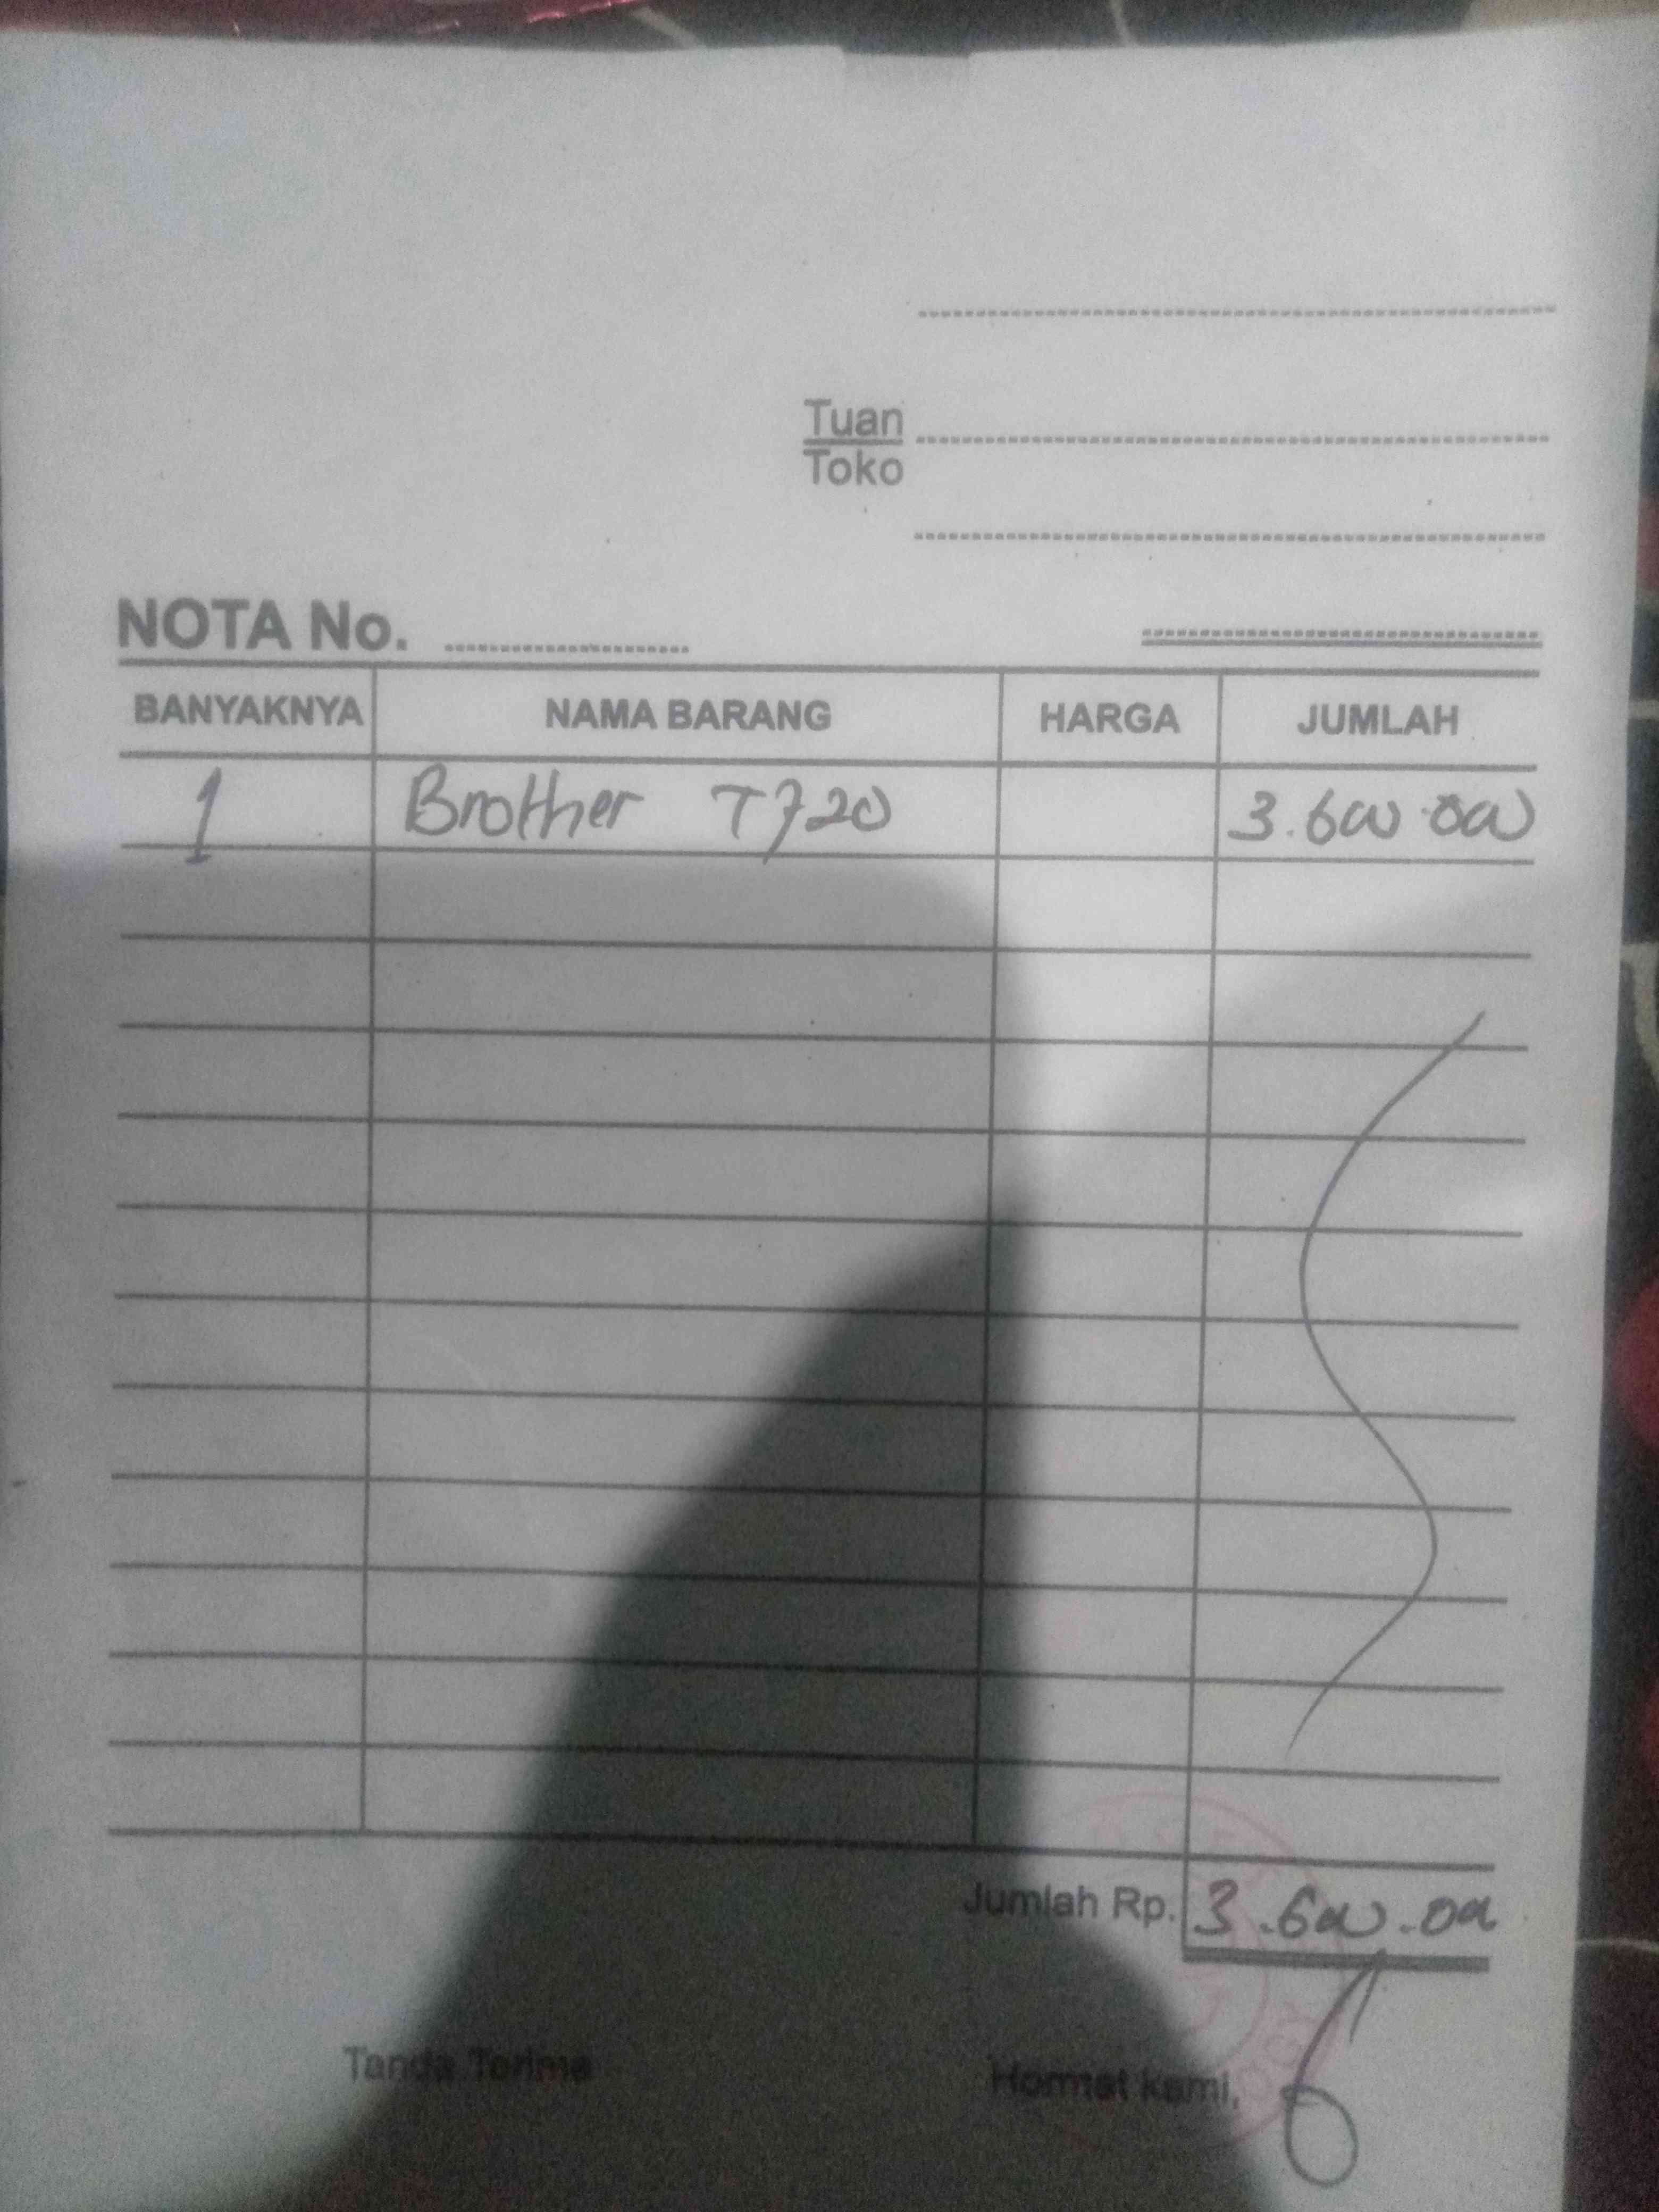 Tuan
Toko
NOTA No.
BANYAKNYA NAMA BARANG HARGA JUMLAH
1 Brother T720 3.600.000
Jumlah Rp. 3.600.000
Tanda Terima Hormat kami,